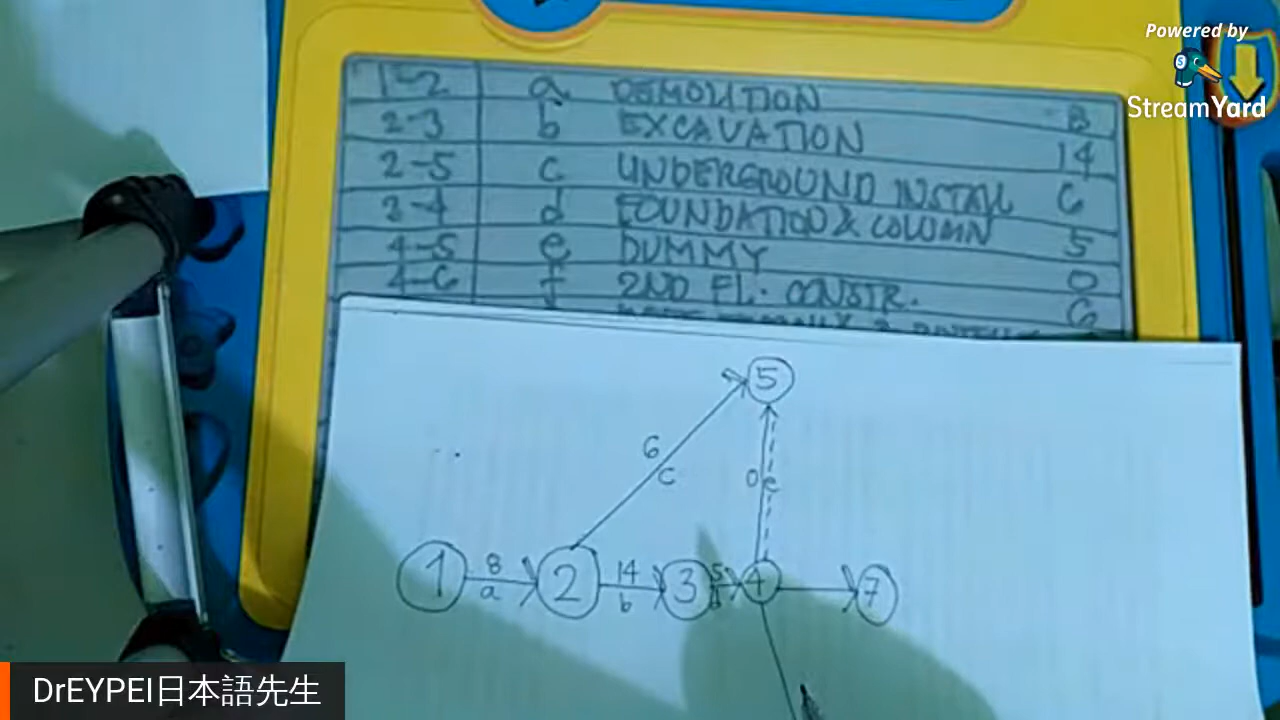 Powered by
StreamYard
1-2 a DEMOLITION 8
2-3 b EXCAVATION 14
2-5 c UNDERGROUND INSTALL 6
3-4 d FOUNDATION & COLUMN 5
4-5 e DUMMY 0
4-6 f 2ND FL. CONSTR. 6
5
6
C
0 e
1 8 a 2 14 b 3 5 d 4 7
DrEYPEI日本語先生